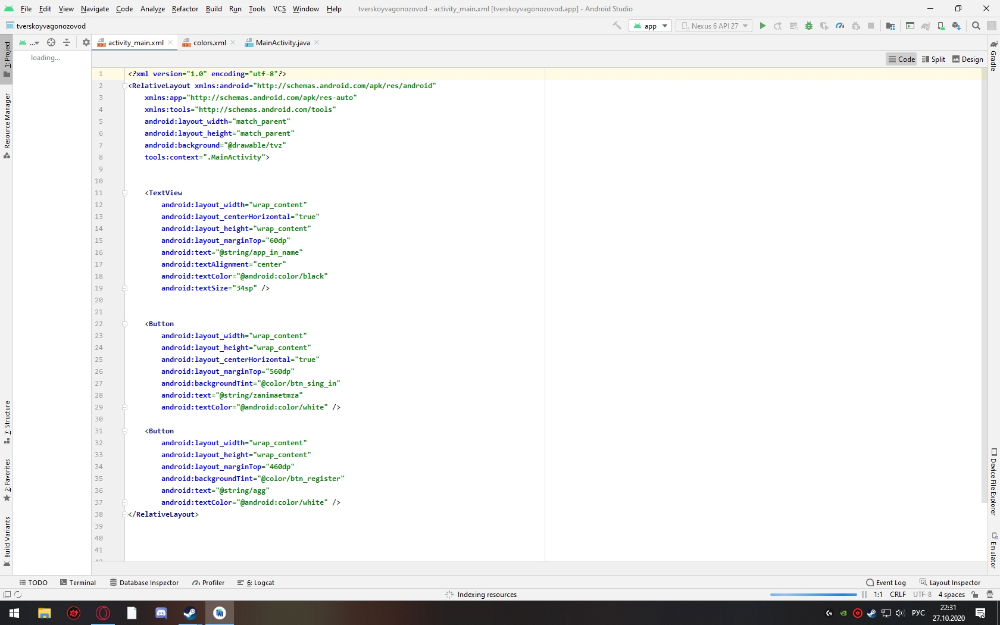 File Edit View Navigate Code Analyze Refactor Build Run Tools VCS Window Help tverskoyvagonozovod - activity_main.xml [tverskoyvagonozovod.app] - Android Studio
tverskoyvagonozovod app Nexus 6 API 27
... activity_main.xml colors.xml MainActivity.java
loading...
Code Split Design
1: Project
Resource Manager
7: Structure
2: Favorites
Build Variants
1 <?xml version="1.0" encoding="utf-8"?>
2 <RelativeLayout xmlns:android="http://schemas.android.com/apk/res/android"
3 xmlns:app="http://schemas.android.com/apk/res-auto"
4 xmlns:tools="http://schemas.android.com/tools"
5 android:layout_width="match_parent"
6 android:layout_height="match_parent"
7 android:background="@drawable/tvz"
8 tools:context=".MainActivity">
9
10
11 <TextView
12 android:layout_width="wrap_content"
13 android:layout_centerHorizontal="true"
14 android:layout_height="wrap_content"
15 android:layout_marginTop="60dp"
16 android:text="@string/app_in_name"
17 android:textAlignment="center"
18 android:textColor="@android:color/black"
19 android:textSize="34sp" />
20
21
22 <Button
23 android:layout_width="wrap_content"
24 android:layout_height="wrap_content"
25 android:layout_centerHorizontal="true"
26 android:layout_marginTop="560dp"
27 android:backgroundTint="@color/btn_sing_in"
28 android:text="@string/zanimaetmza"
29 android:textColor="@android:color/white" />
30
31 <Button
32 android:layout_width="wrap_content"
33 android:layout_height="wrap_content"
34 android:layout_marginTop="460dp"
35 android:backgroundTint="@color/btn_register"
36 android:text="@string/agg"
37 android:textColor="@android:color/white" />
38 </RelativeLayout>
39
40
41
Gradle
Device File Explorer
Emulator
TODO Terminal Database Inspector Profiler 6: Logcat Event Log Layout Inspector
Indexing resources 1:1 CRLF UTF-8 4 spaces
РУС 22:31
27.10.2020